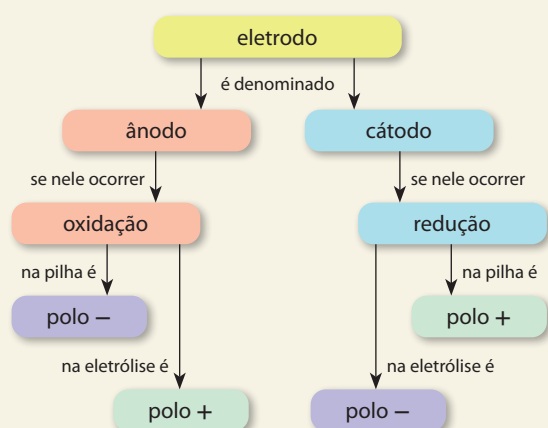 eletrodo
é denominado
ânodo
cátodo
se nele ocorrer
se nele ocorrer
oxidação
redução
na pilha é
na pilha é
polo −
polo +
na eletrólise é
na eletrólise é
polo +
polo −